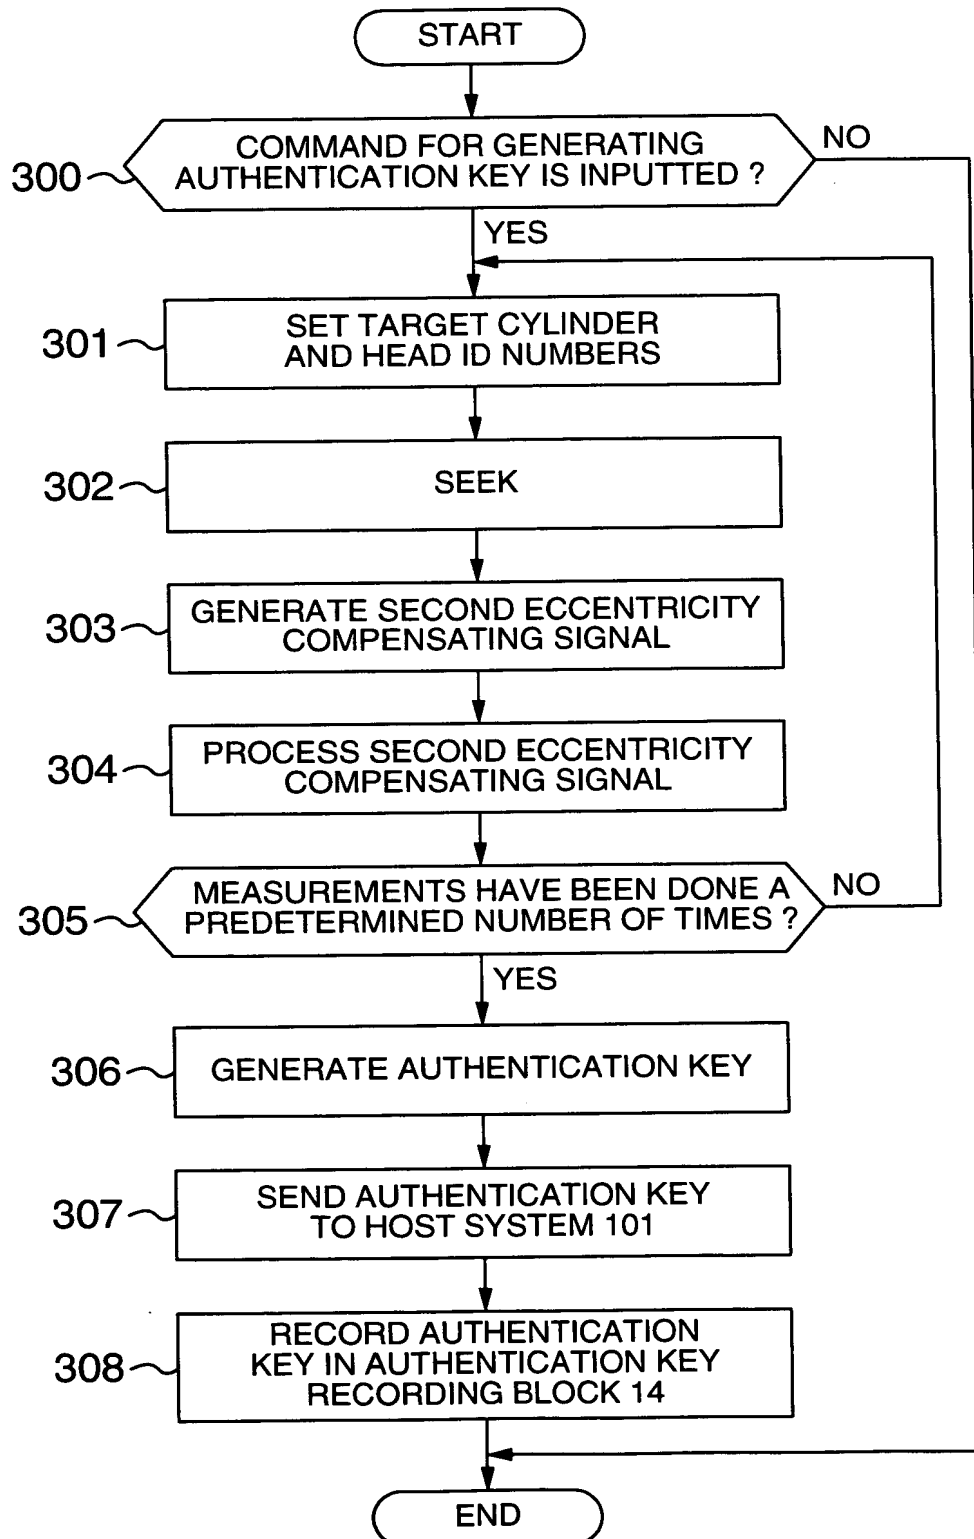 START
COMMAND FOR GENERATING
AUTHENTICATION KEY IS INPUTTED ?
NO
300
YES
301
SET TARGET CYLINDER
AND HEAD ID NUMBERS
302
SEEK
303
GENERATE SECOND ECCENTRICITY
COMPENSATING SIGNAL
304
PROCESS SECOND ECCENTRICITY
COMPENSATING SIGNAL
305
MEASUREMENTS HAVE BEEN DONE A
PREDETERMINED NUMBER OF TIMES ?
NO
YES
306
GENERATE AUTHENTICATION KEY
307
SEND AUTHENTICATION KEY
TO HOST SYSTEM 101
308
RECORD AUTHENTICATION
KEY IN AUTHENTICATION KEY
RECORDING BLOCK 14
END